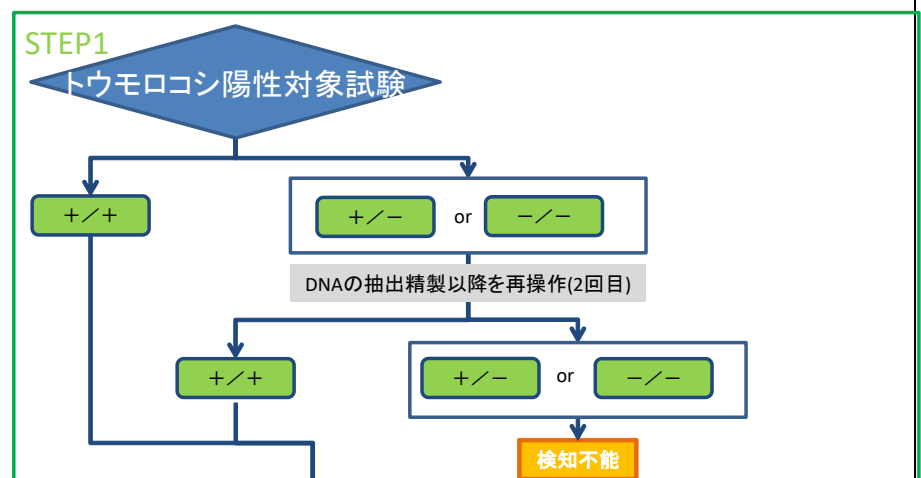 STEP1
トウモロコシ陽性対象試験
+/+
+/- or -/-
DNAの抽出精製以降を再操作(2回目)
+/+
+/- or -/-
検知不能